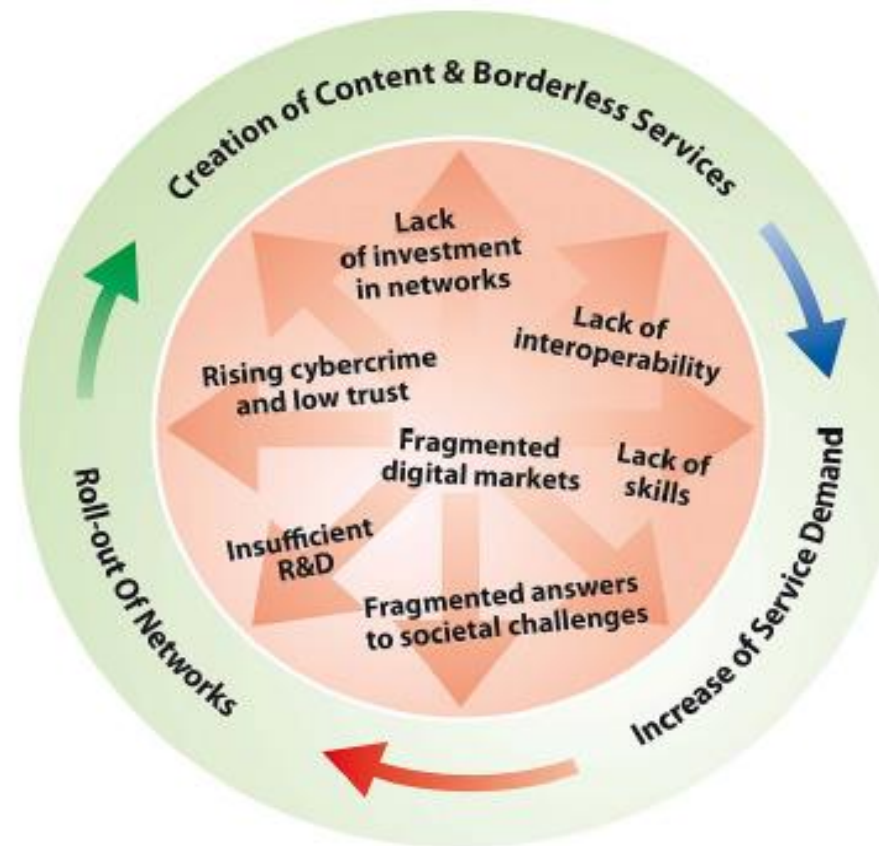 Creation of Content & Borderless Services
Lack
of investment
in networks
Lack of
interoperability
Rising cybercrime
and low trust
Fragmented
digital markets
Lack of
skills
Insufficient
R&D
Fragmented answers
to societal challenges
Increase of Service Demand
Roll-out Of Networks